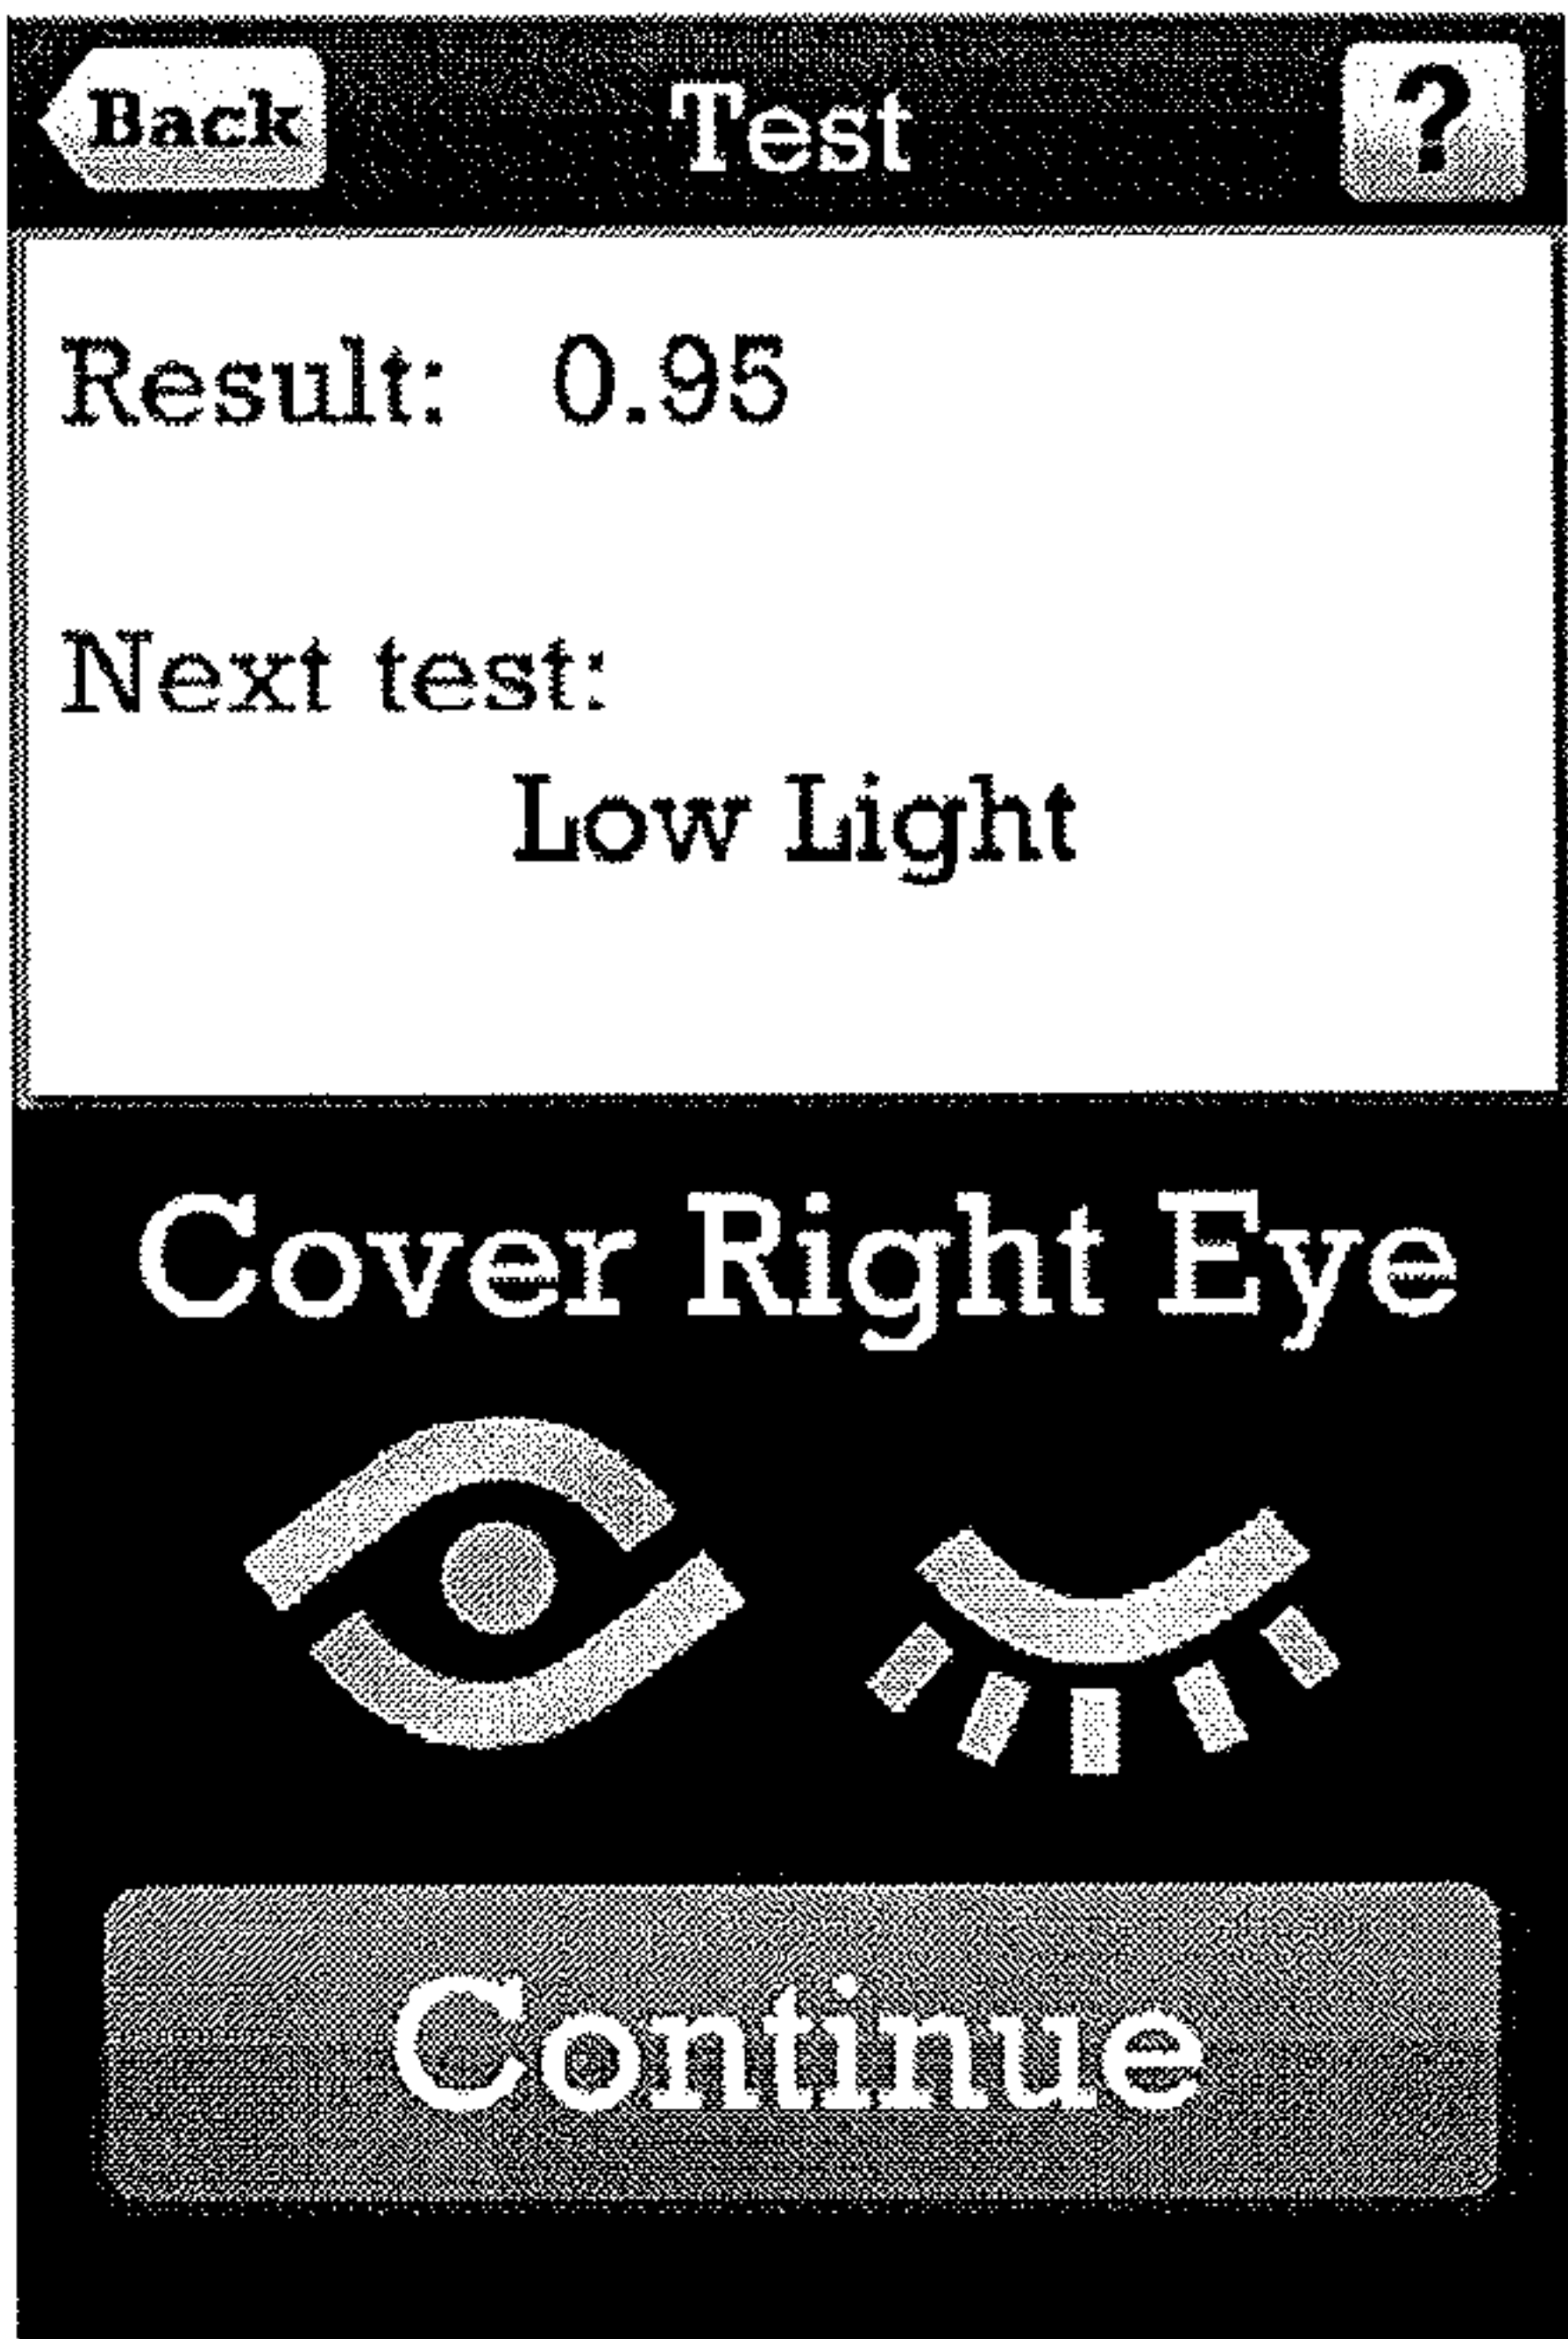 Back Test ?
Result: 0.95
Next test:
Low Light
Cover Right Eye
Continue